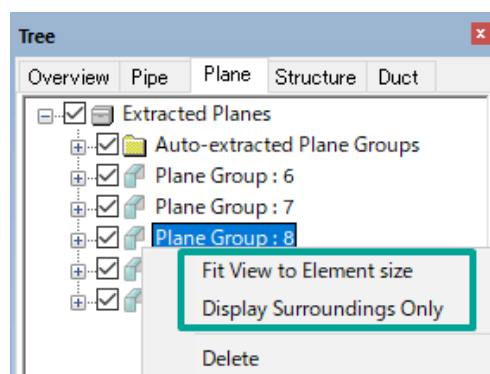 Tree
Overview Pipe Plane Structure Duct
Extracted Planes
Auto-extracted Plane Groups
Plane Group : 6
Plane Group : 7
Plane Group : 8
Fit View to Element size
Display Surroundings Only
Delete